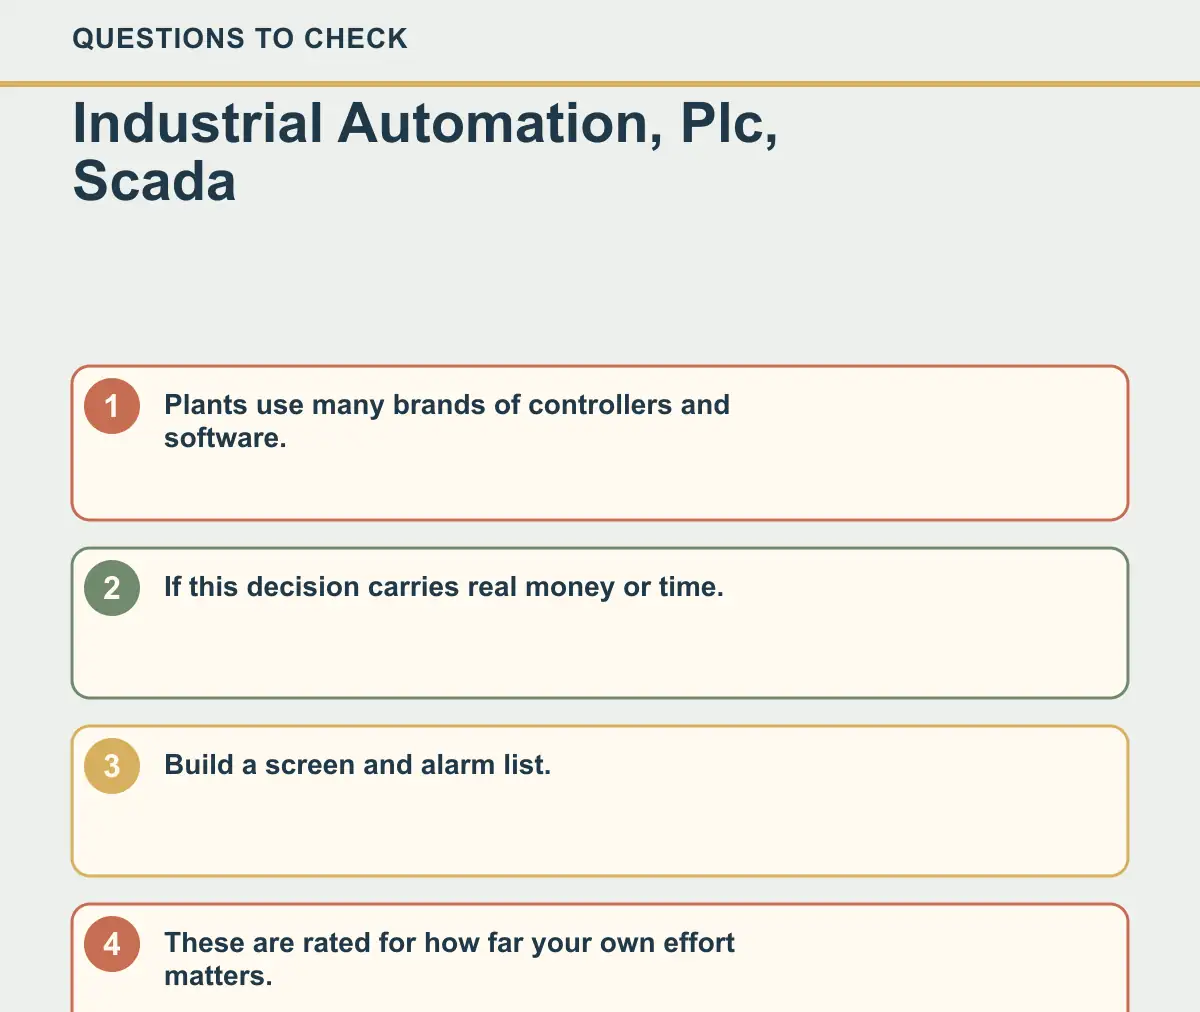 QUESTIONS TO CHECK
Industrial Automation, Plc,
Scada
1
Plants use many brands of controllers and
software.
2
If this decision carries real money or time.
3
Build a screen and alarm list.
4
These are rated for how far your own effort
matters.